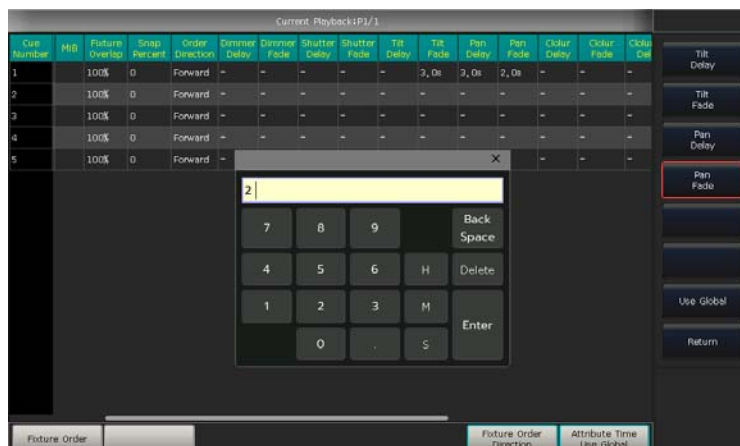 Current Playback:P1/1
Cue Number MIB Fixture Overlap Snap Percent Order Direction Dimmer Delay Dimmer Fade Shutter Delay Shutter Fade Tilt Delay Tilt Fade Pan Delay Pan Fade Clolur Delay Clolur Fade Clolur Del
1 100% 0 Forward - - - - - 3.0s 3.0s 2.0s - - -
2 100% 0 Forward - - - - - - - - - - -
3 100% 0 Forward - - - - - - - - - - -
4 100% 0 Forward - - - - - - - - - - -
5 100% 0 Forward - - - -
×
2
7 8 9 Back Space
4 5 6 H Delete
1 2 3 M Enter
0 . S
Tilt Delay
Tilt Fade
Pan Delay
Pan Fade
Use Global
Return
Fixture Order
Fixture Order Direction
Attribute Time Use Global